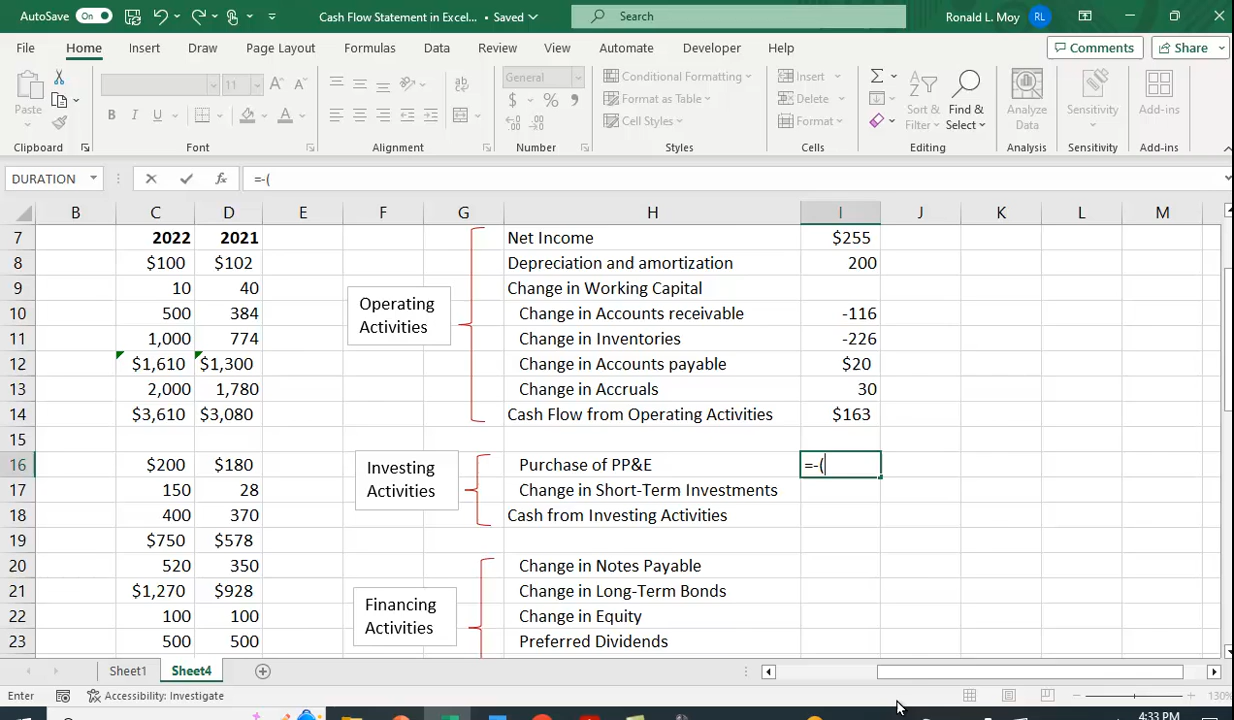 AutoSave On Cash Flow Statement in Excel... • Saved Search Ronald L. Moy RL
File Home Insert Draw Page Layout Formulas Data Review View Automate Developer Help Comments Share
Paste 11 General Conditional Formatting Insert Sort & Find & Analyze Sensitivity Add-ins
B I U A $ % Format as Table Delete Filter Select Data
Cell Styles Format
Clipboard Font Alignment Number Styles Cells Editing Analysis Sensitivity Add-ins
DURATION fx =-(
B C D E F G H I J K L M
7 2022 2021 Net Income $255
8 $100 $102 Depreciation and amortization 200
9 10 40 Change in Working Capital
Operating
Activities
10 500 384 Change in Accounts receivable -116
11 1,000 774 Change in Inventories -226
12 $1,610 $1,300 Change in Accounts payable $20
13 2,000 1,780 Change in Accruals 30
14 $3,610 $3,080 Cash Flow from Operating Activities $163
15
16 $200 $180 Purchase of PP&E =-(
Investing
Activities
17 150 28 Change in Short-Term Investments
18 400 370 Cash from Investing Activities
19 $750 $578
20 520 350 Change in Notes Payable
21 $1,270 $928 Change in Long-Term Bonds
Financing
Activities
22 100 100 Change in Equity
23 500 500 Preferred Dividends
Sheet1 Sheet4
Enter Accessibility: Investigate 130%
4:33 PM